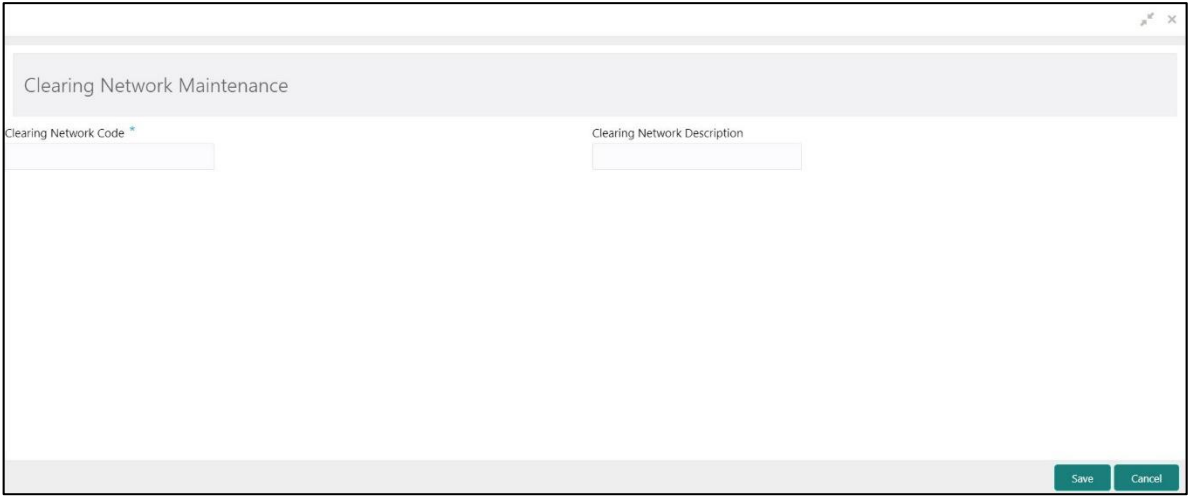 Clearing Network Maintenance
Clearing Network Code *
Clearing Network Description
Save
Cancel